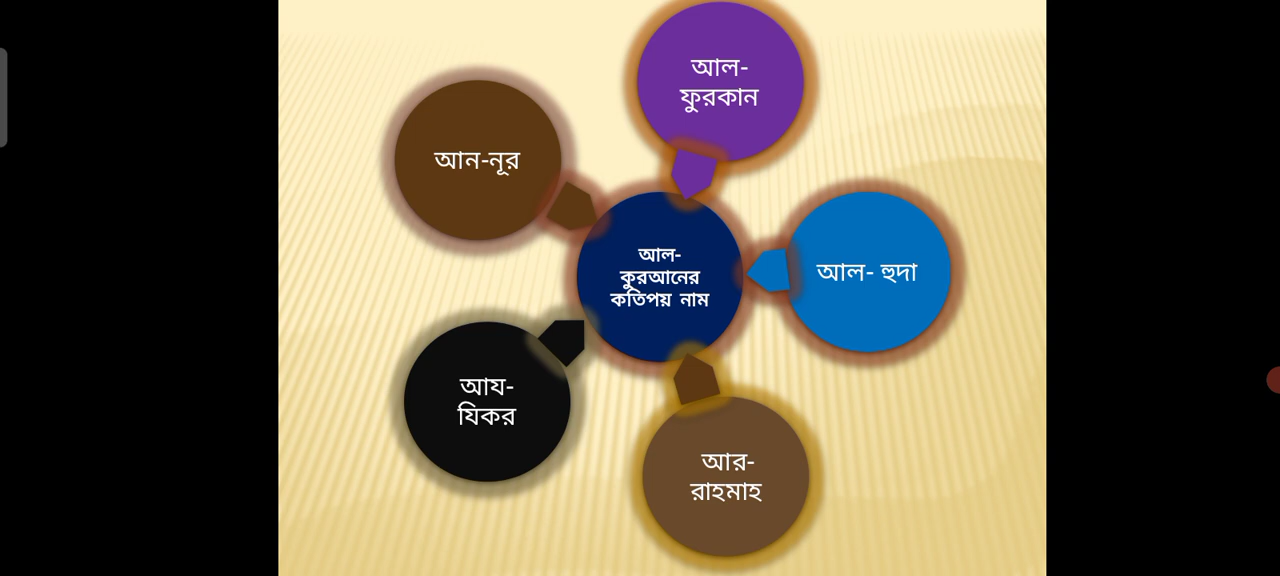 আল-
ফুরকান
আন-নূর
আল-
কুরআনের
কতিপয় নাম
আল- হুদা
আয-
যিকর
আর-
রাহমাহ